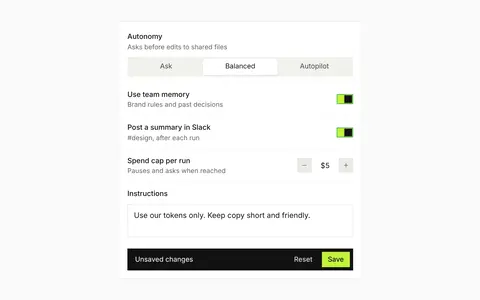 Autonomy
Asks before edits to shared files
Ask
Balanced
Autopilot
Use team memory
Brand rules and past decisions
Post a summary in Slack
#design, after each run
Spend cap per run
Pauses and asks when reached
− $5 +
Instructions
Use our tokens only. Keep copy short and friendly.
Unsaved changes
Reset
Save